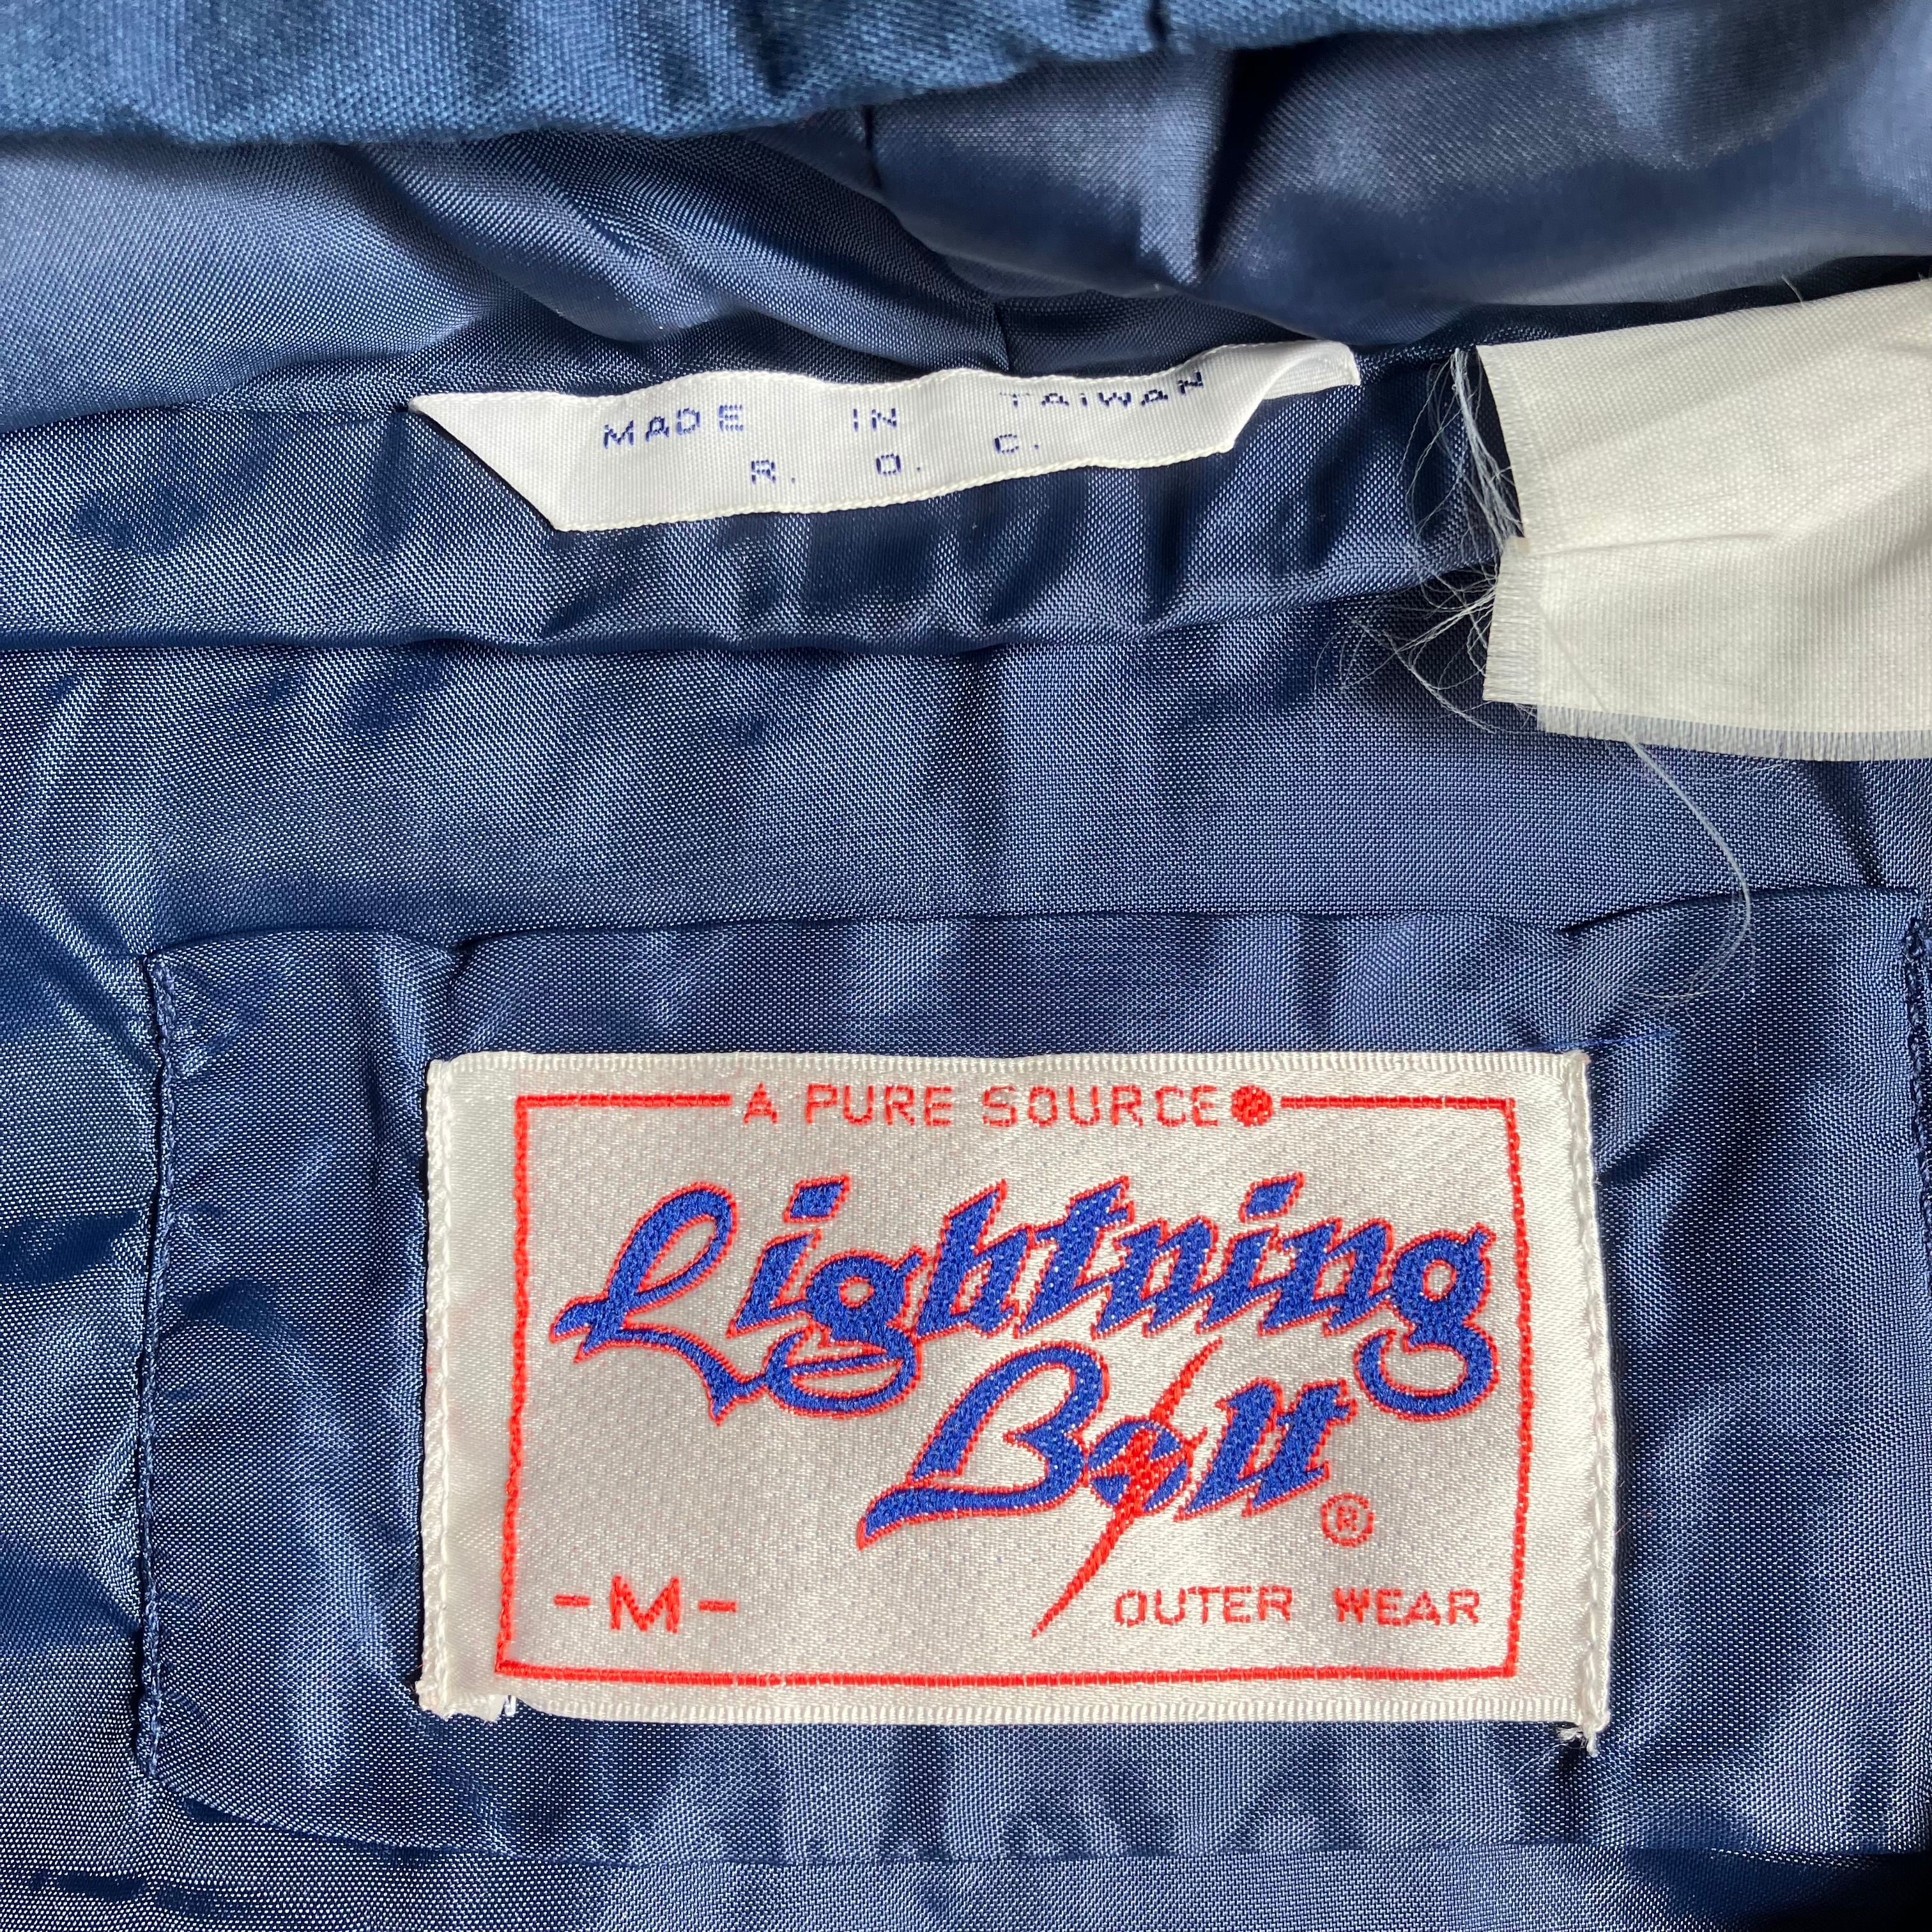 MADE IN TAIWAN
R. O. C.
A PURE SOURCE
Lightning
Bolt ®
-M- OUTER WEAR